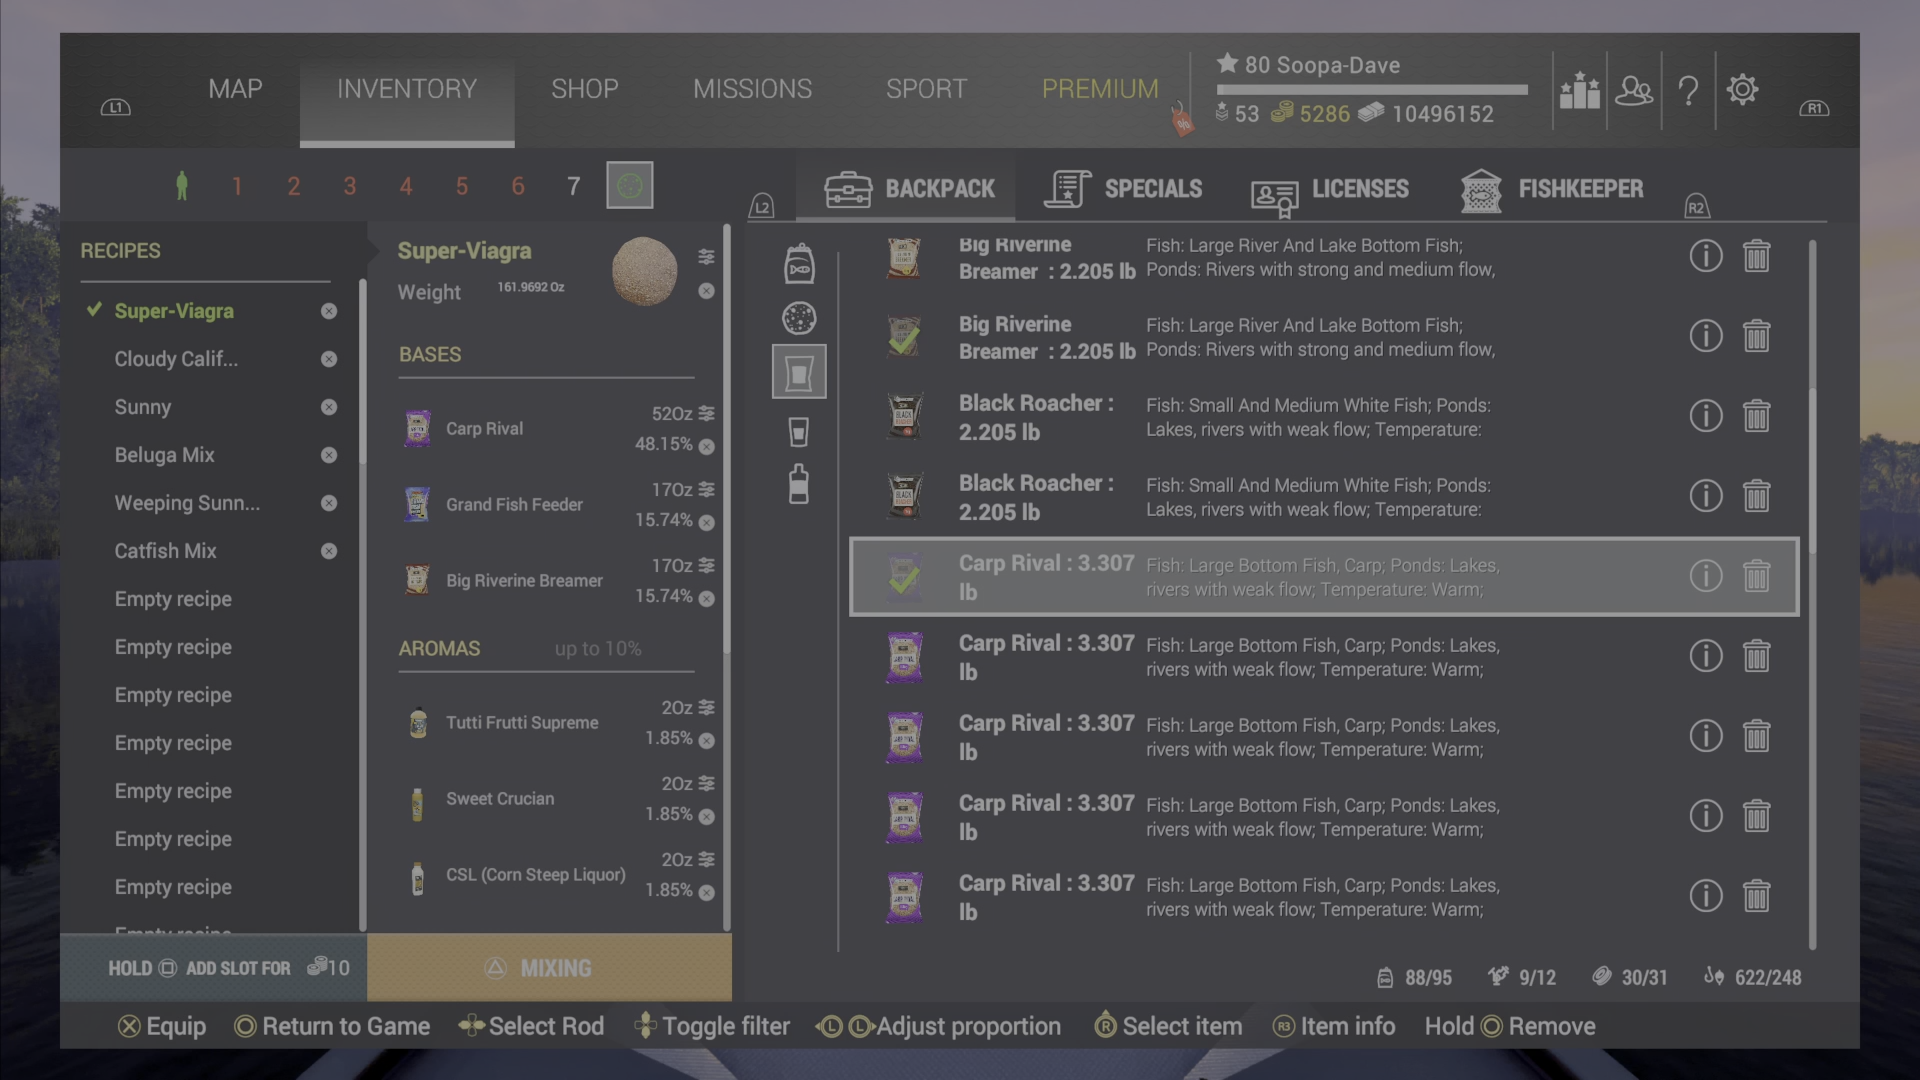 L1
MAP
INVENTORY
SHOP
MISSIONS
SPORT
PREMIUM
%
80 Soopa-Dave
53 5286 10496152
?
R1
1 2 3 4 5 6 7
L2
BACKPACK
SPECIALS
LICENSES
FISHKEEPER
R2
RECIPES
Super-Viagra
Cloudy Calif...
Sunny
Beluga Mix
Weeping Sunn...
Catfish Mix
Empty recipe
Empty recipe
Empty recipe
Empty recipe
Empty recipe
Empty recipe
Empty recipe
Empty recipe
HOLD ADD SLOT FOR 10
Super-Viagra
Weight 161.9692 Oz
BASES
Carp Rival
52Oz
48.15%
Grand Fish Feeder
17Oz
15.74%
Big Riverine Breamer
17Oz
15.74%
AROMAS up to 10%
Tutti Frutti Supreme
2Oz
1.85%
Sweet Crucian
2Oz
1.85%
CSL (Corn Steep Liquor)
2Oz
1.85%
MIXING
Big Riverine
Breamer : 2.205 lb
Fish: Large River And Lake Bottom Fish;
Ponds: Rivers with strong and medium flow,
Big Riverine
Breamer : 2.205 lb
Fish: Large River And Lake Bottom Fish;
Ponds: Rivers with strong and medium flow,
Black Roacher :
2.205 lb
Fish: Small And Medium White Fish; Ponds:
Lakes, rivers with weak flow; Temperature:
Black Roacher :
2.205 lb
Fish: Small And Medium White Fish; Ponds:
Lakes, rivers with weak flow; Temperature:
Carp Rival : 3.307
lb
Fish: Large Bottom Fish, Carp; Ponds: Lakes,
rivers with weak flow; Temperature: Warm;
Carp Rival : 3.307
lb
Fish: Large Bottom Fish, Carp; Ponds: Lakes,
rivers with weak flow; Temperature: Warm;
Carp Rival : 3.307
lb
Fish: Large Bottom Fish, Carp; Ponds: Lakes,
rivers with weak flow; Temperature: Warm;
Carp Rival : 3.307
lb
Fish: Large Bottom Fish, Carp; Ponds: Lakes,
rivers with weak flow; Temperature: Warm;
Carp Rival : 3.307
lb
Fish: Large Bottom Fish, Carp; Ponds: Lakes,
rivers with weak flow; Temperature: Warm;
88/95 9/12 30/31 622/248
Equip Return to Game Select Rod Toggle filter L L Adjust proportion R Select item R3 Item info Hold Remove